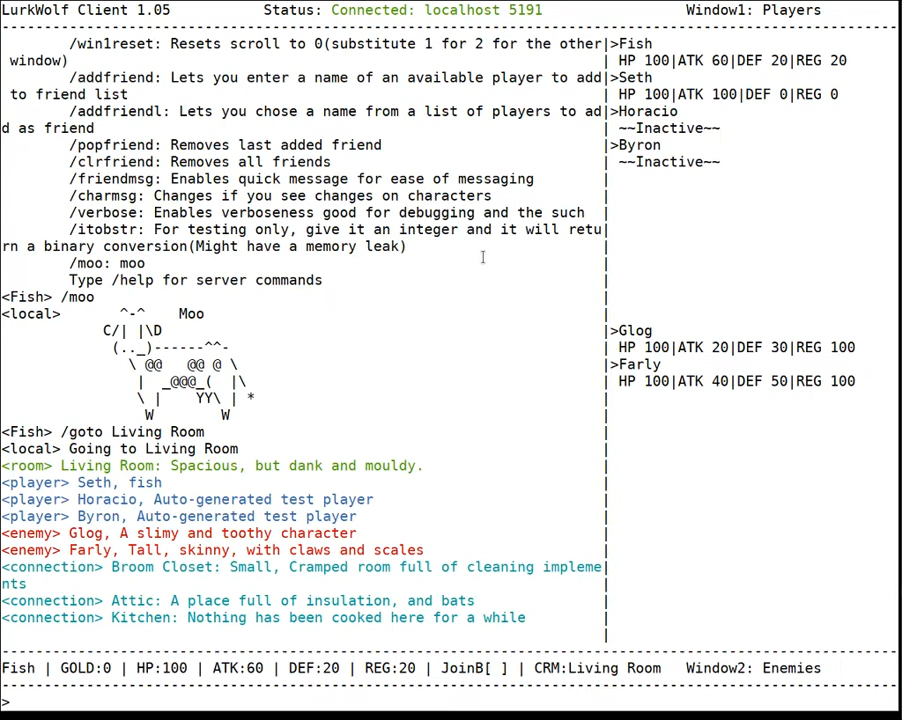 LurkWolf Client 1.05           Status: Connected: localhost 5191                 Window1: Players
--------------------------------------------------------------------------------------------------
        /win1reset: Resets scroll to 0(substitute 1 for 2 for the other|>Fish
 window)                                                               | HP 100|ATK 60|DEF 20|REG 20
        /addfriend: Lets you enter a name of an available player to add|>Seth
 to friend list                                                        | HP 100|ATK 100|DEF 0|REG 0
        /addfriendl: Lets you chose a name from a list of players to ad|>Horacio
d as friend                                                            | ~~Inactive~~
        /popfriend: Removes last added friend                          |>Byron
        /clrfriend: Removes all friends                                | ~~Inactive~~
        /friendmsg: Enables quick message for ease of messaging        |
        /charmsg: Changes if you see changes on characters             |
        /verbose: Enables verboseness good for debugging and the such  |
        /itobstr: For testing only, give it an integer and it will retu|
rn a binary conversion(Might have a memory leak)                       |
        /moo: moo                                                      |
        Type /help for server commands                                 |
<Fish> /moo                                                            |
<local>       ^-^    Moo                                               |
            C/| |\D                                                    |>Glog
             (.._)------^^-                                            | HP 100|ATK 20|DEF 30|REG 100
               \ @@   @@ @ \                                           |>Farly
                |  _@@@_(  |\                                          | HP 100|ATK 40|DEF 50|REG 100
                \ |    YY\ | *                                         |
                 W        W                                            |
<Fish> /goto Living Room                                               |
<local> Going to Living Room                                           |
<room> Living Room: Spacious, but dank and mouldy.                     |
<player> Seth, fish                                                    |
<player> Horacio, Auto-generated test player                           |
<player> Byron, Auto-generated test player                             |
<enemy> Glog, A slimy and toothy character                             |
<enemy> Farly, Tall, skinny, with claws and scales                     |
<connection> Broom Closet: Small, Cramped room full of cleaning impleme|
nts                                                                    |
<connection> Attic: A place full of insulation, and bats               |
<connection> Kitchen: Nothing has been cooked here for a while         |
--------------------------------------------------------------------------------------------------
Fish | GOLD:0 | HP:100 | ATK:60 | DEF:20 | REG:20 | JoinB[ ] | CRM:Living Room   Window2: Enemies
--------------------------------------------------------------------------------------------------
>